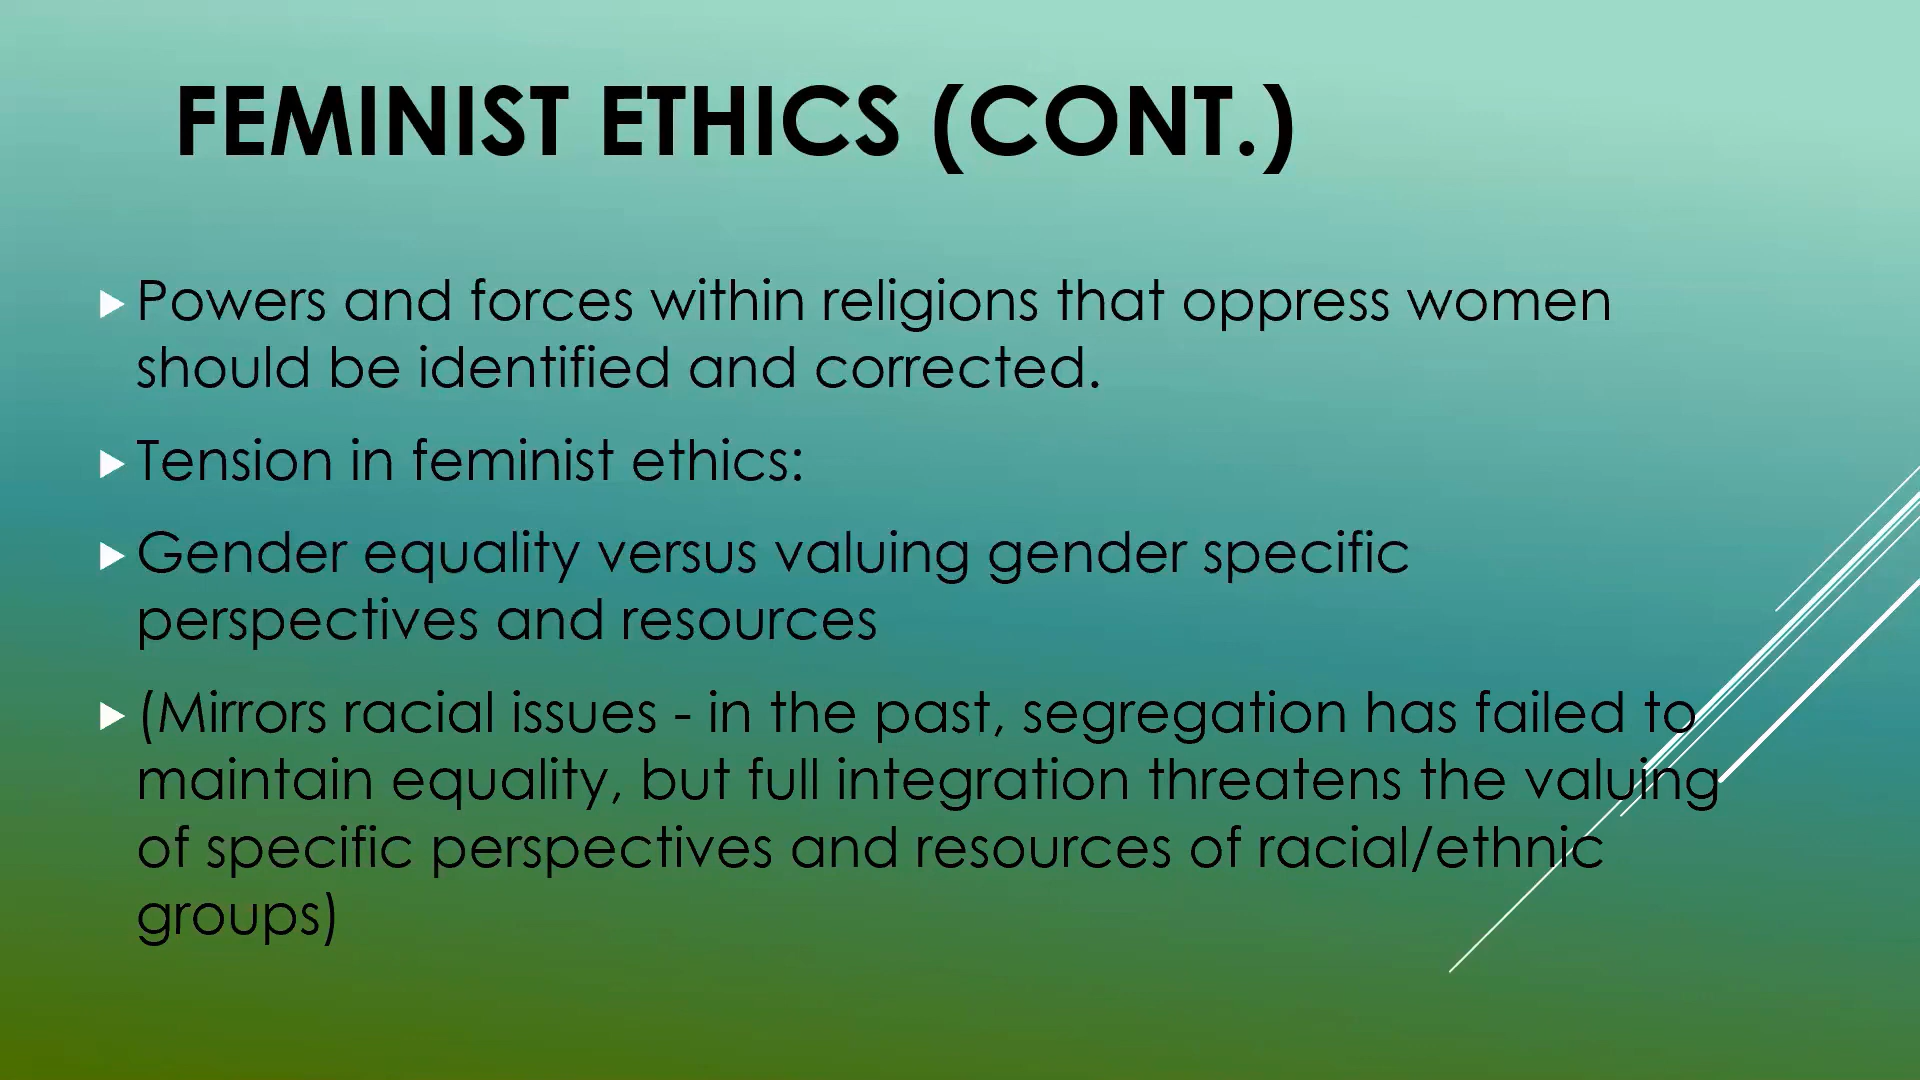 FEMINIST ETHICS (CONT.)
Powers and forces within religions that oppress women
should be identified and corrected.
Tension in feminist ethics:
Gender equality versus valuing gender specific
perspectives and resources
(Mirrors racial issues - in the past, segregation has failed to
maintain equality, but full integration threatens the valuing
of specific perspectives and resources of racial/ethnic
groups)